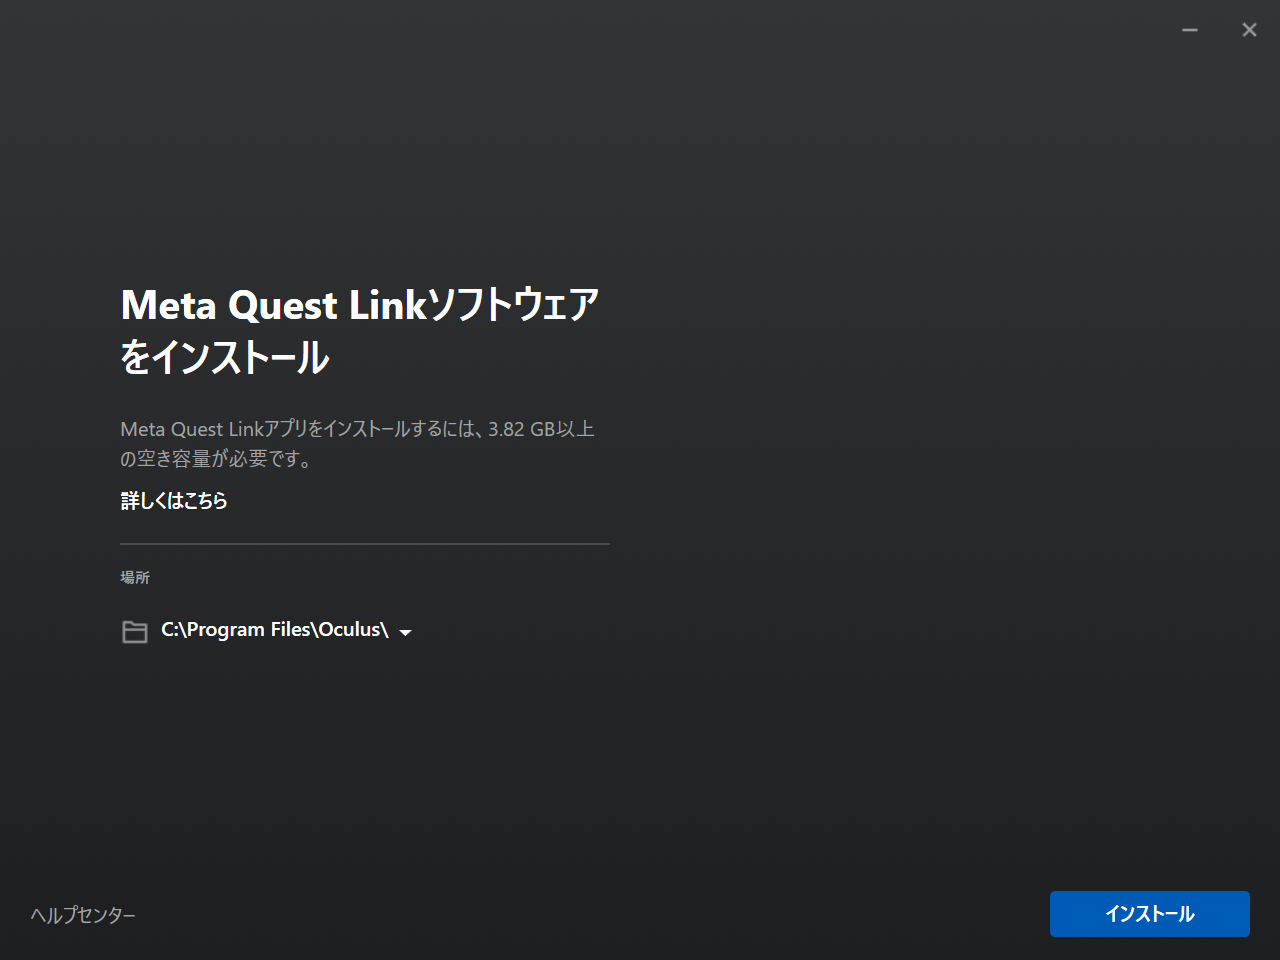 Meta Quest Linkソフトウェア
をインストール
Meta Quest Linkアプリをインストールするには、3.82 GB以上
の空き容量が必要です。
詳しくはこちら
場所
C:\Program Files\Oculus\
ヘルプセンター
インストール